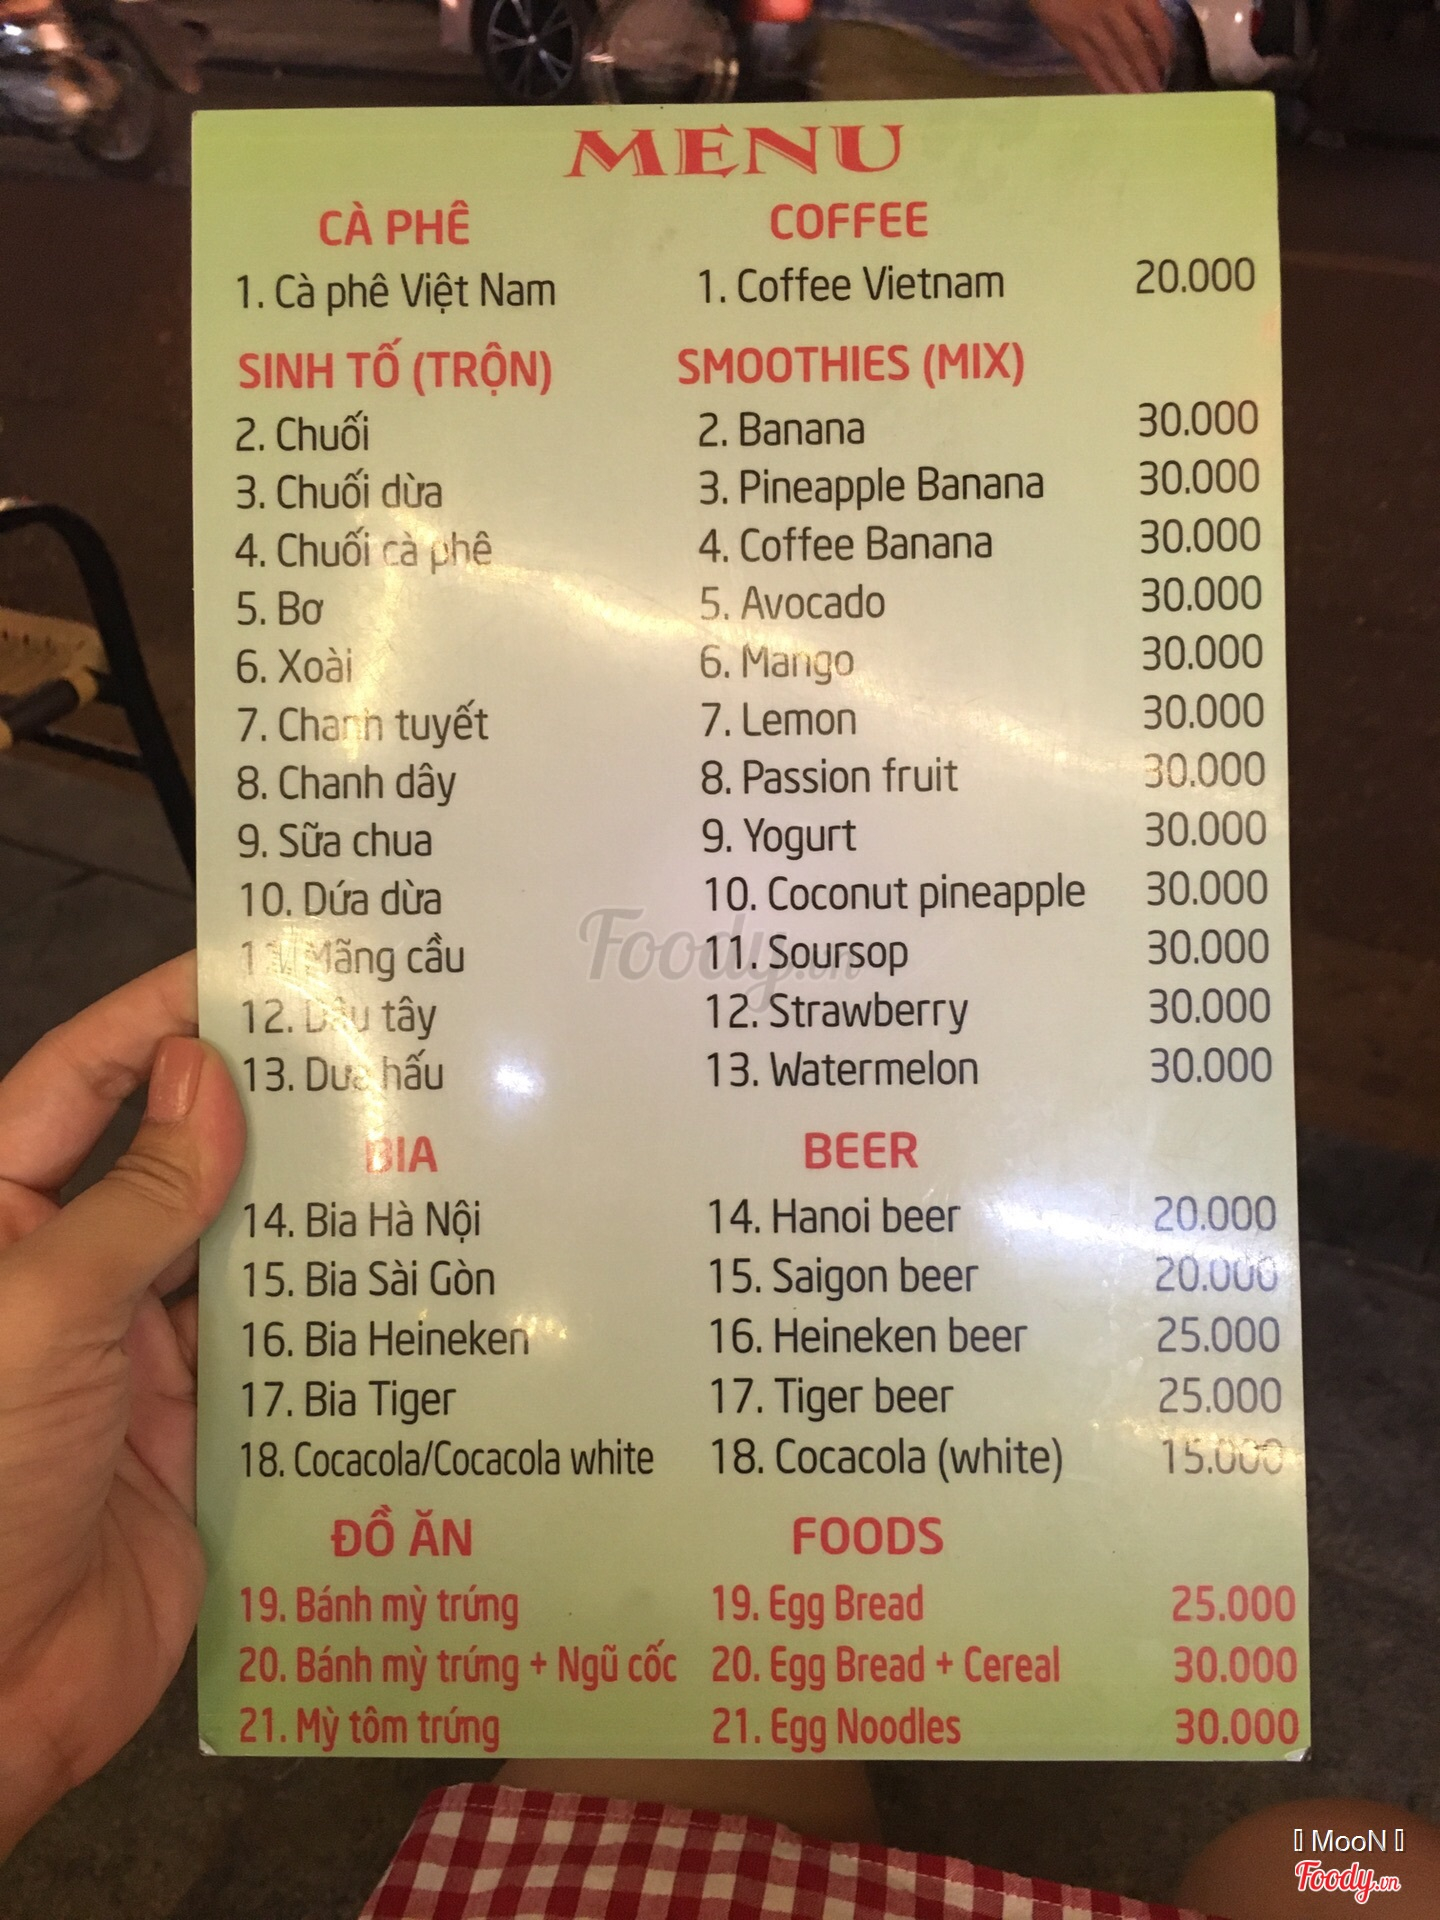 MENU
CÀ PHÊ COFFEE
1. Cà phê Việt Nam 1. Coffee Vietnam 20.000
SINH TỐ (TRỘN) SMOOTHIES (MIX)
2. Chuối 2. Banana 30.000
3. Chuối dừa 3. Pineapple Banana 30.000
4. Chuối cà phê 4. Coffee Banana 30.000
5. Bơ 5. Avocado 30.000
6. Xoài 6. Mango 30.000
7. Chanh tuyết 7. Lemon 30.000
8. Chanh dây 8. Passion fruit 30.000
9. Sữa chua 9. Yogurt 30.000
10. Dứa dừa 10. Coconut pineapple 30.000
Mãng cầu 11. Soursop 30.000
12. Dâu tây 12. Strawberry 30.000
13. Dưa hấu 13. Watermelon 30.000
BIA BEER
14. Bia Hà Nội 14. Hanoi beer 20.000
15. Bia Sài Gòn 15. Saigon beer 20.000
16. Bia Heineken 16. Heineken beer 25.000
17. Bia Tiger 17. Tiger beer 25.000
18. Cocacola/Cocacola white 18. Cocacola (white) 15.000
ĐỒ ĂN FOODS
19. Bánh mỳ trứng 19. Egg Bread 25.000
20. Bánh mỳ trứng + Ngũ cốc 20. Egg Bread + Cereal 30.000
21. Mỳ tôm trứng 21. Egg Noodles 30.000
Foody.vn
MooN
Foody.vn